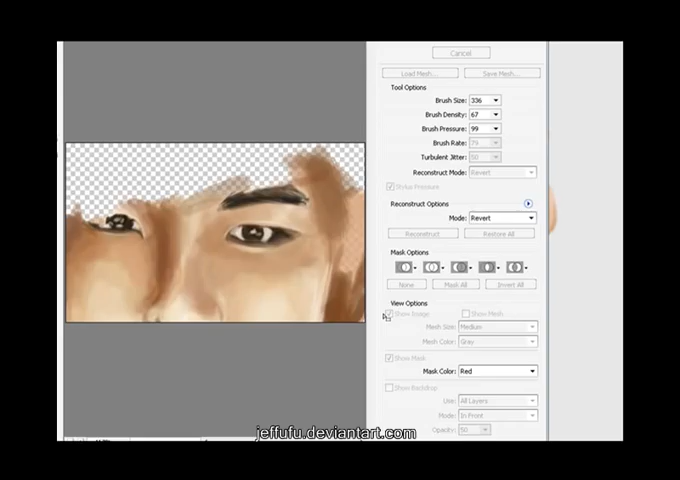 Cancel
Load Mesh... Save Mesh...
Tool Options
Brush Size: 336
Brush Density: 67
Brush Pressure: 99
Brush Rate: 79
Turbulent Jitter: 50
Reconstruct Mode: Revert
Stylus Pressure
Reconstruct Options
Mode: Revert
Reconstruct Restore All
Mask Options
None Mask All Invert All
View Options
Show Image Show Mesh
Mesh Size: Medium
Mesh Color: Gray
Show Mask
Mask Color: Red
Show Backdrop
Use: All Layers
Mode: In Front
Opacity: 50
jeffufu.deviantart.com